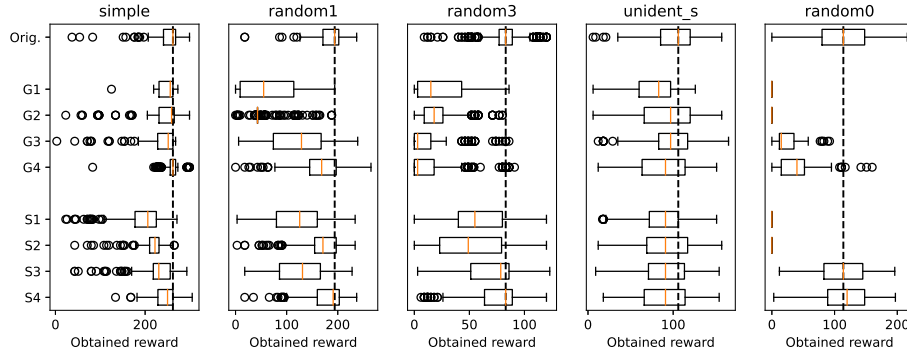 simple random1 random3 unident_s random0
Orig.
G1
G2
G3
G4
S1
S2
S3
S4
0 200 0 100 200 0 50 100 0 100 0 100 200
Obtained reward Obtained reward Obtained reward Obtained reward Obtained reward